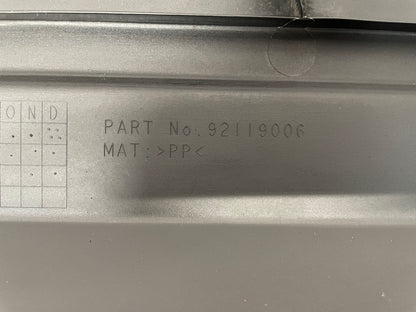 O N D
PART No. 92119006
MAT: >PP<